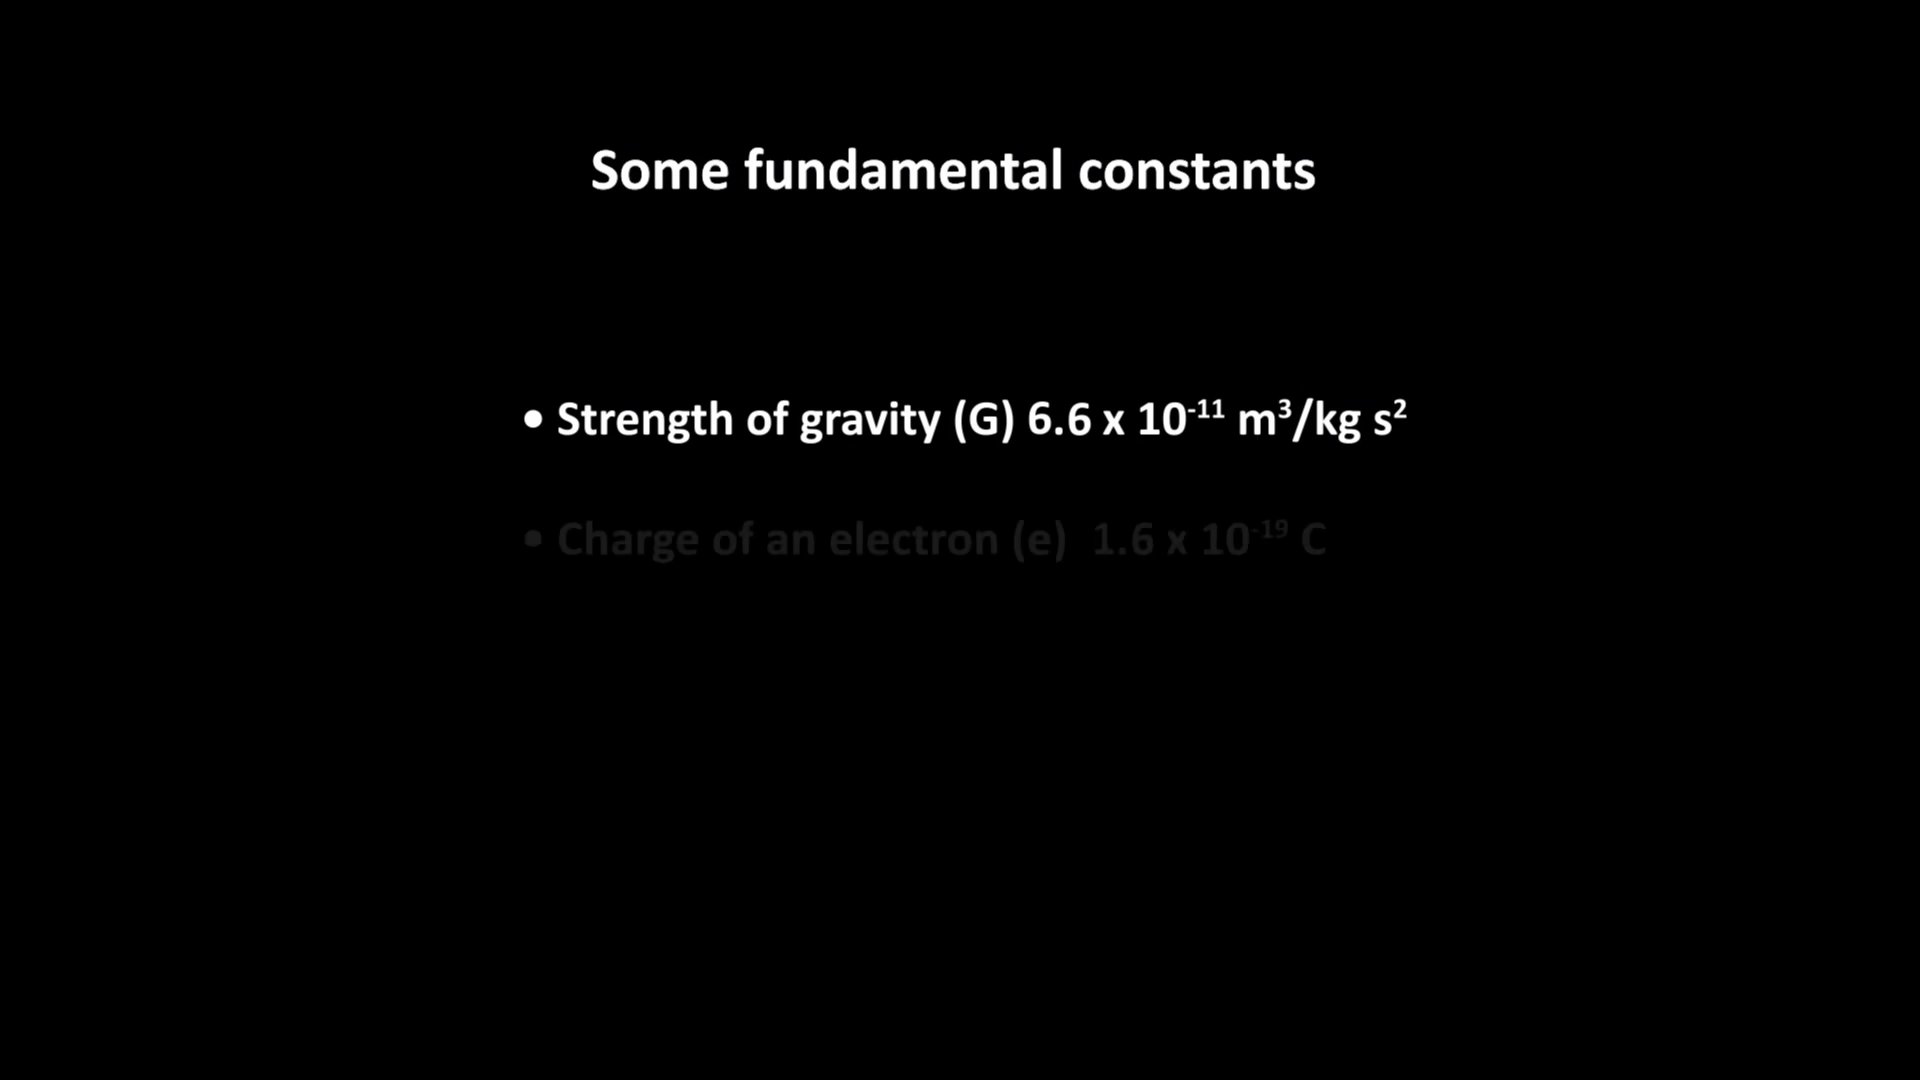 Some fundamental constants
• Strength of gravity (G) 6.6 x 10⁻¹¹ m³/kg s²
• Charge of an electron (e) 1.6 x 10⁻¹⁹ C